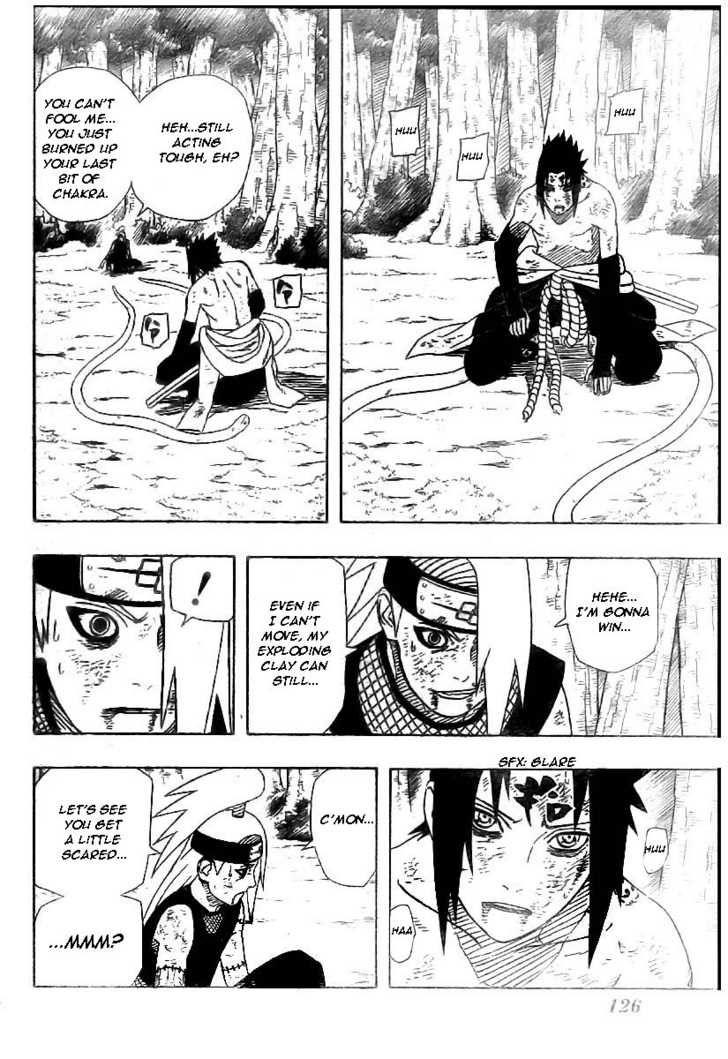 HUU
HUU
HUU
HEH...STILL
ACTING
TOUGH, EH?
YOU CAN'T
FOOL ME...
YOU JUST
BURNED UP
YOUR LAST
BIT OF
CHAKRA.
HEHE...
I'M GONNA
WIN...
EVEN IF
I CAN'T
MOVE, MY
EXPLODING
CLAY CAN
STILL...
!
SFX: GLARE
ギロ
HUU
HAA
C'MON...
LET'S SEE
YOU GET
A LITTLE
SCARED...
...MMM?
126